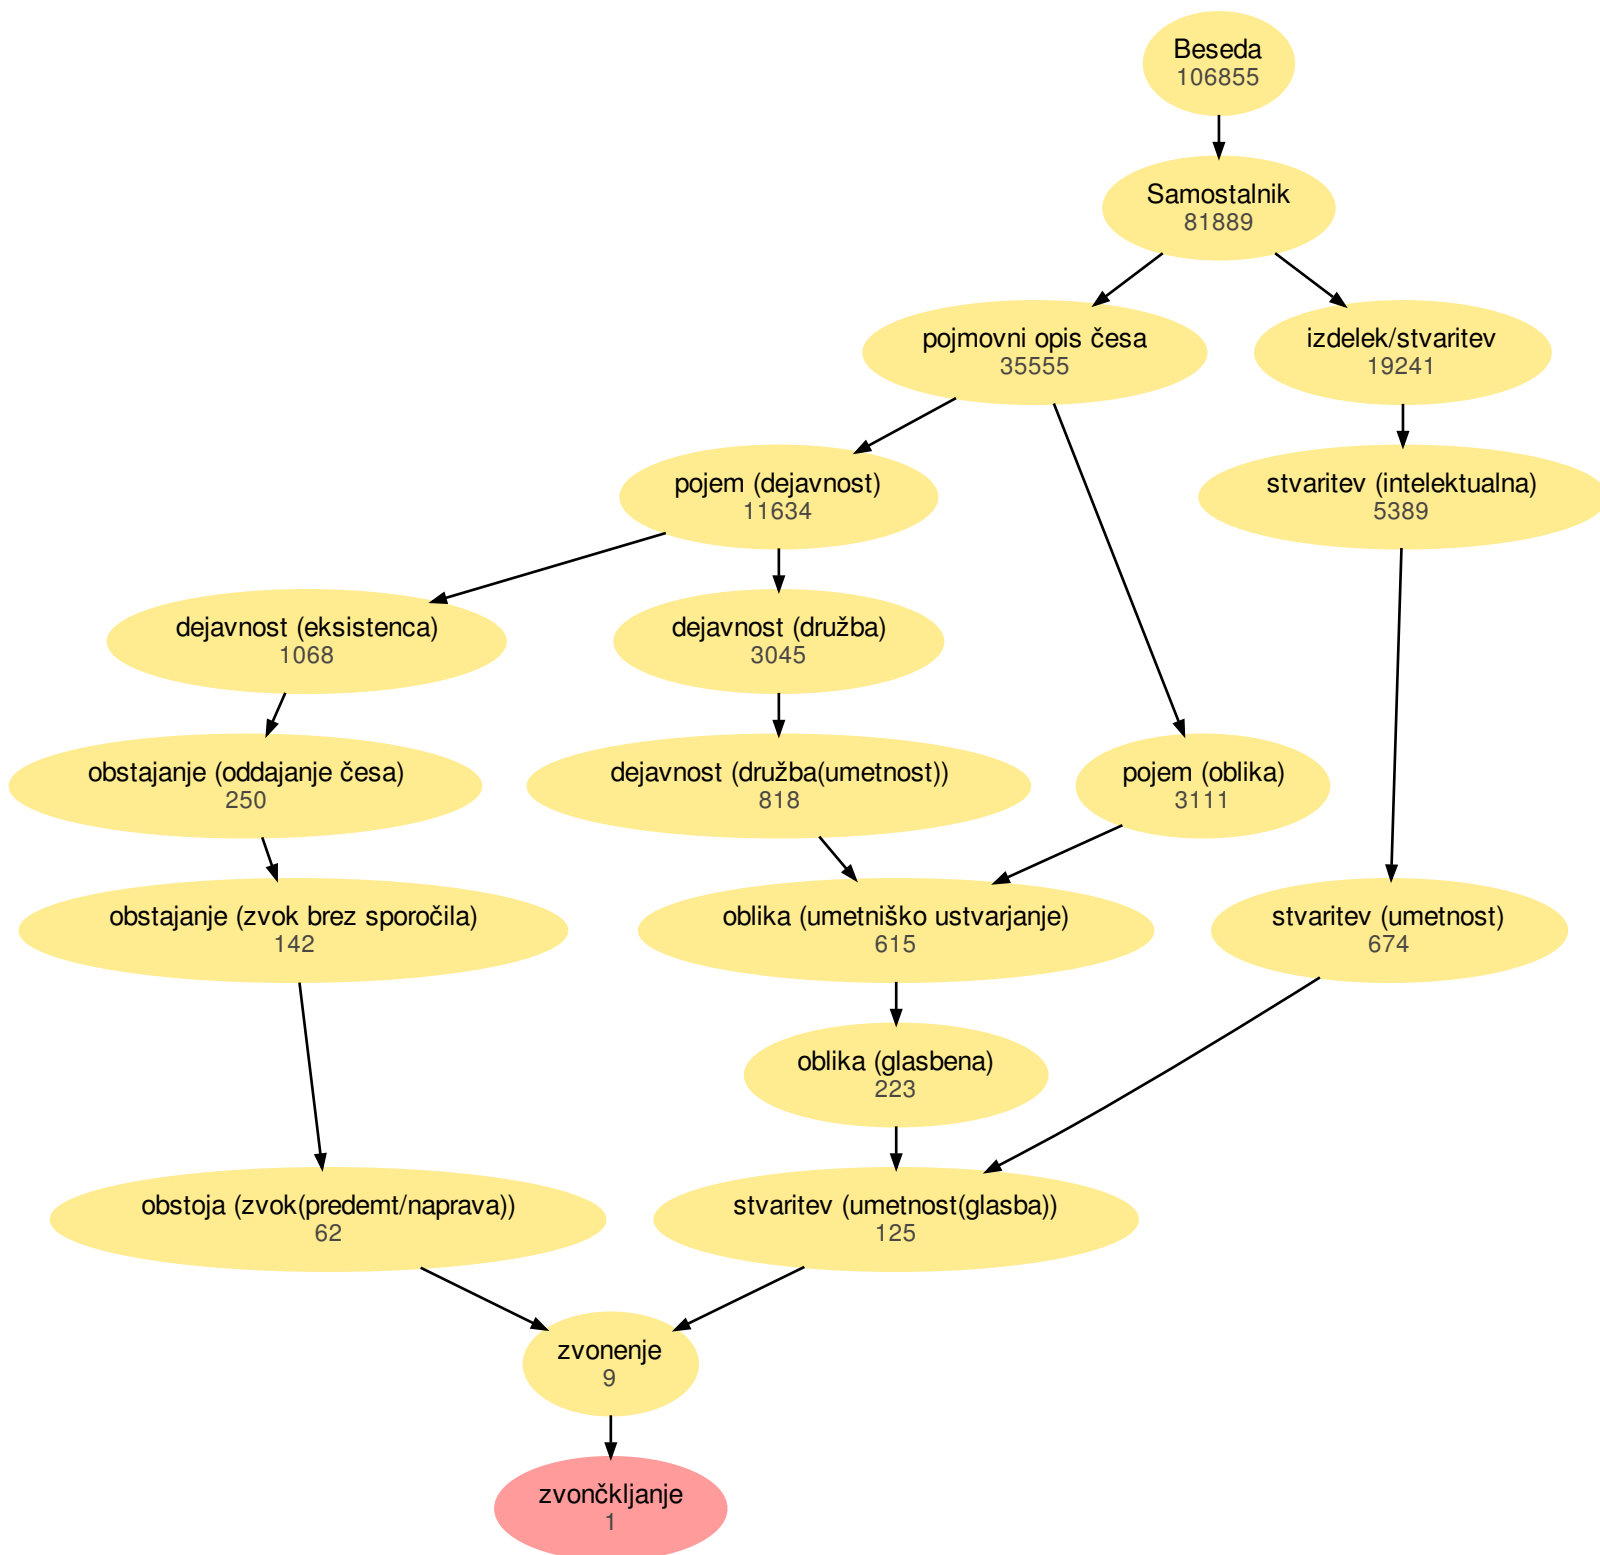 Beseda
106855
Samostalnik
81889
pojmovni opis česa
35555
izdelek/stvaritev
19241
pojem (dejavnost)
11634
stvaritev (intelektualna)
5389
dejavnost (eksistenca)
1068
dejavnost (družba)
3045
obstajanje (oddajanje česa)
250
dejavnost (družba(umetnost))
818
pojem (oblika)
3111
obstajanje (zvok brez sporočila)
142
oblika (umetniško ustvarjanje)
615
stvaritev (umetnost)
674
oblika (glasbena)
223
obstoja (zvok(predemt/naprava))
62
stvaritev (umetnost(glasba))
125
zvonenje
9
zvončkljanje
1